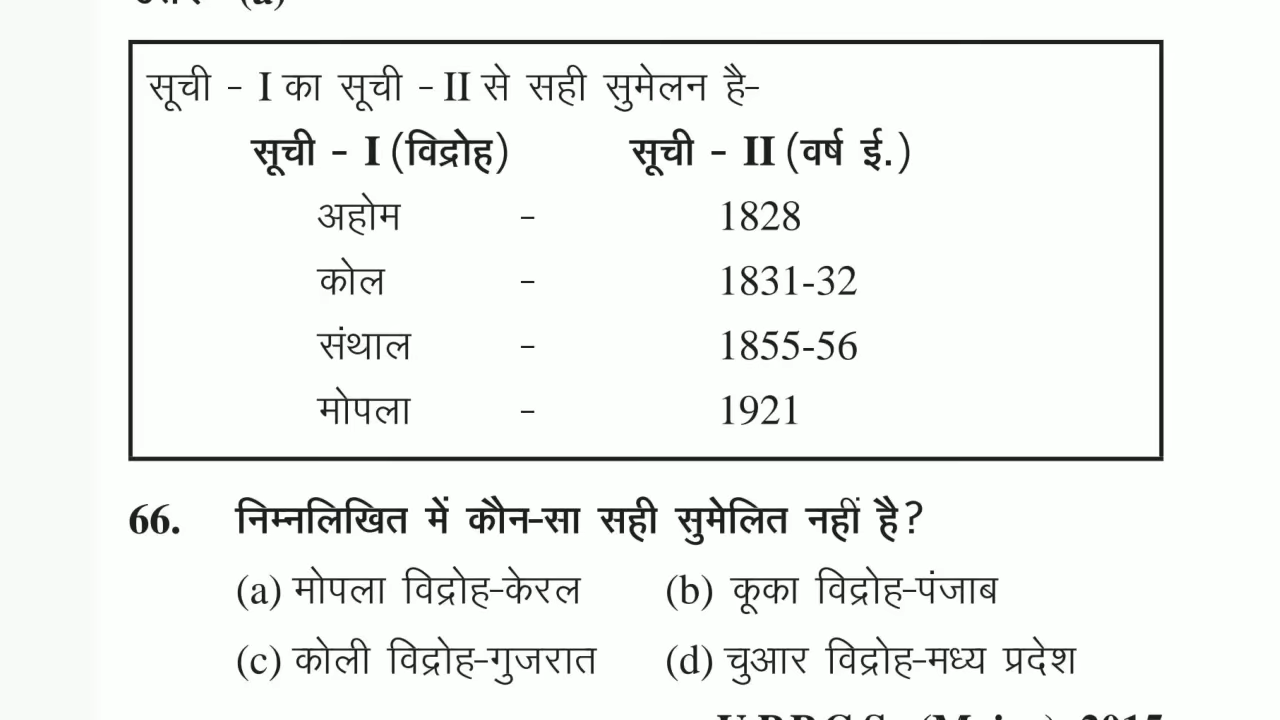 सूची - I का सूची - II से सही सुमेलन है-
सूची - I (विद्रोह) सूची - II (वर्ष ई.)
अहोम - 1828
कोल - 1831-32
संथाल - 1855-56
मोपला - 1921
66. निम्नलिखित में कौन-सा सही सुमेलित नहीं है?
(a) मोपला विद्रोह-केरल (b) कूका विद्रोह-पंजाब
(c) कोली विद्रोह-गुजरात (d) चुआर विद्रोह-मध्य प्रदेश